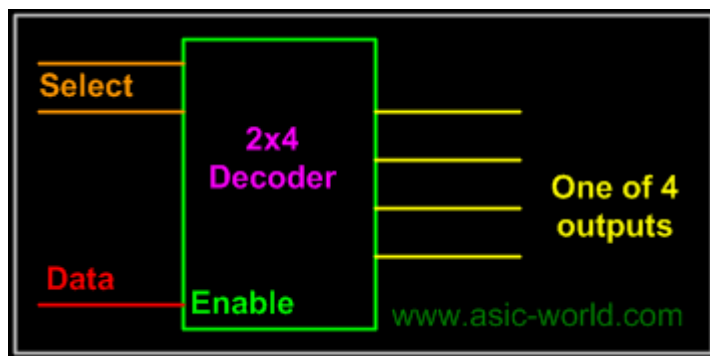 Select
2x4
Decoder
One of 4
outputs
Data
Enable
www.asic-world.com